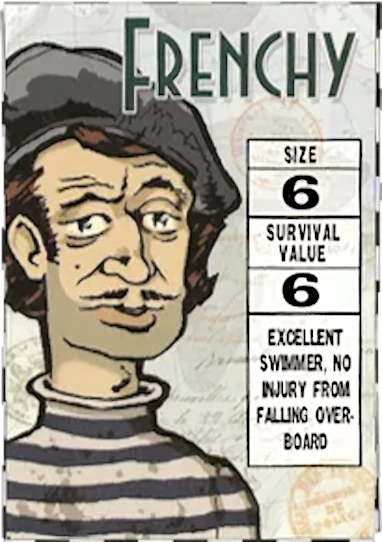 FRENCHY
SIZE
6
SURVIVAL
VALUE
6
EXCELLENT
SWIMMER, NO
INJURY FROM
FALLING OVER-
BOARD